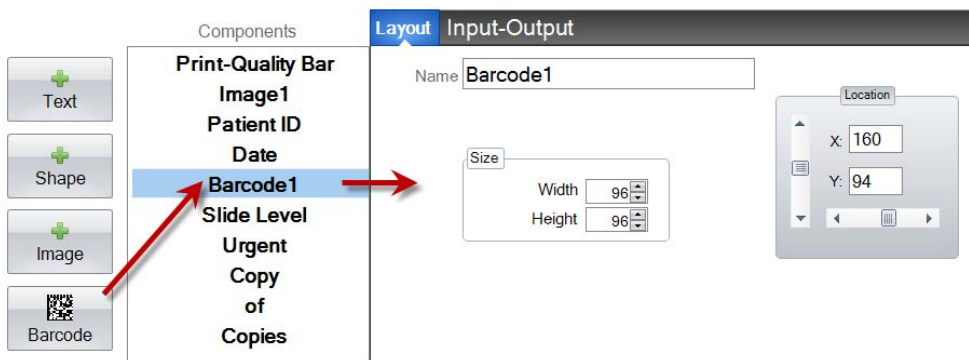 Components
Layout
Input-Output
Text
Shape
Image
Barcode
Print-Quality Bar
Image1
Patient ID
Date
Barcode1
Slide Level
Urgent
Copy
of
Copies
Name Barcode1
Size
Width 96
Height 96
Location
X: 160
Y: 94